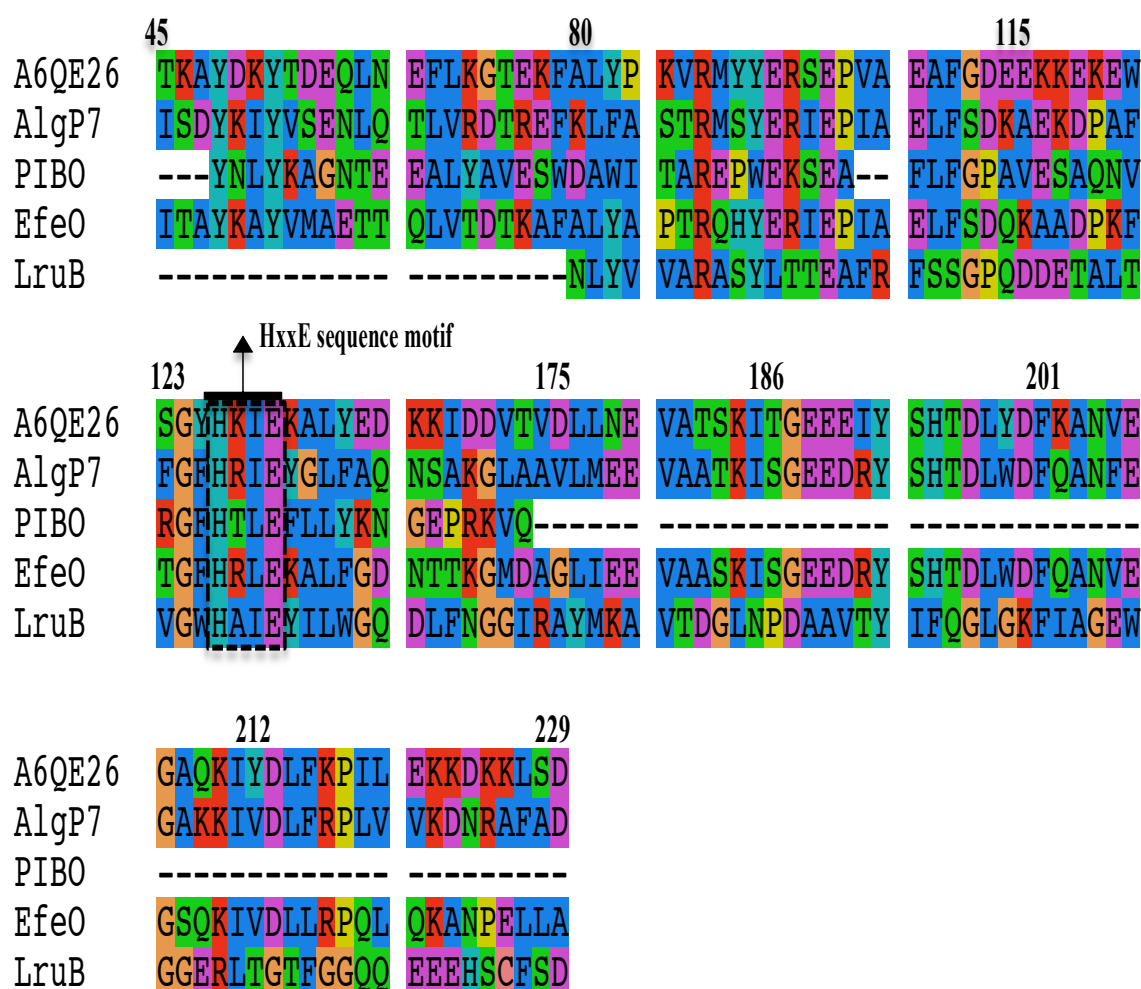 45 80 115
A6QE26 TKAYDKYTDEQLN EFLKGTEKFALYP KVRMYYERSEPVA EAFGDEEKKEKEW
AlgP7 ISDYKIYVSENLQ TLVRDTREFKLFA STRMSYERIEPIA ELFSDKAEKDPAF
PIBO ---YNLYKAGNTE EALYAVESWDAWI TAREPWEKSEA-- FLFGPAVESAQNV
EfeO ITAYKAYVMAETT QLVTDTKAFALYA PTRQHYERIEPIA ELFSDQKAADPKF
LruB ------------- ---------NLYV VARASYLTTEAFR FSSGPQDDETALT
HxxE sequence motif
123 175 186 201
A6QE26 SGYHKIEKALYED KKIDDVTVDLLNE VATSKITGEEEIY SHTDLYDFKANVE
AlgP7 FGFHRIEYGLFAQ NSAKGLAAVLMEE VAATKISGEEDRY SHTDLWDFQANFE
PIBO RGFHTLEFLLYKN GEPRKVQ------ ------------- -------------
EfeO TGFHRLEKALFGD NTTKGMDAGLIEE VAASKISGEEDRY SHTDLWDFQANVE
LruB VGWHAIEYILWGQ DLFNGGIRAYMKA VTDGLNPDAAVTY IFQGLGKFIAGEW
212 229
A6QE26 GAQKIYDLFKPIL EKKDKKLSD
AlgP7 GAKKIVDLFRPLV VKDNRAFAD
PIBO ------------- ---------
EfeO GSQKIVDLLRPQL QKANPELLA
LruB GGERLTGTFGGQQ EEEHSCFSD